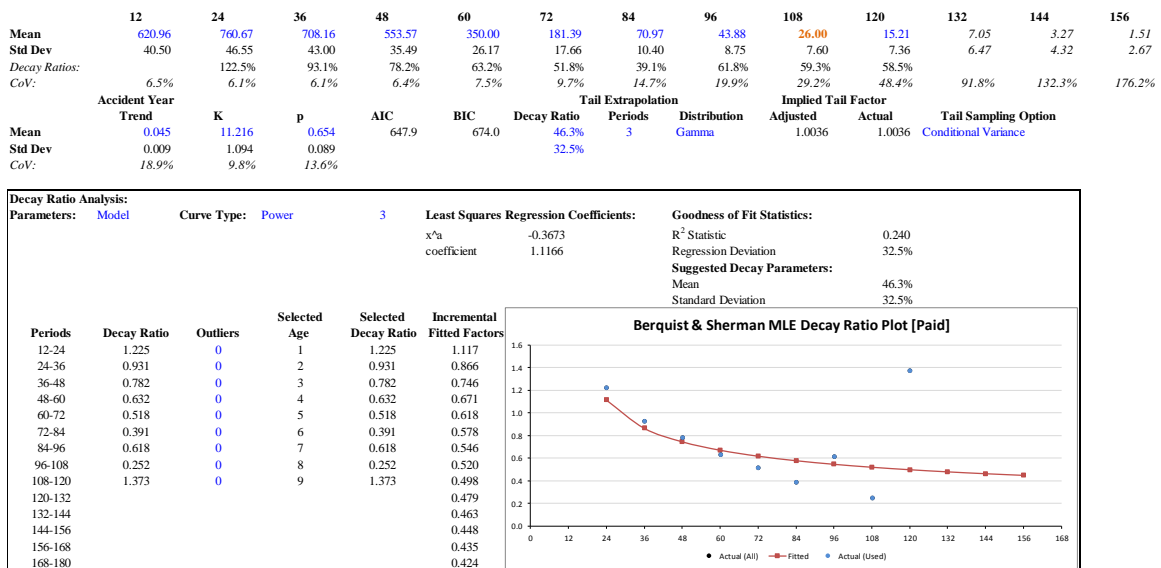 12 24 36 48 60 72 84 96 108 120 132 144 156
Mean 620.96 760.67 708.16 553.57 350.00 181.39 70.97 43.88 26.00 15.21 7.05 3.27 1.51
Std Dev 40.50 46.55 43.00 35.49 26.17 17.66 10.40 8.75 7.60 7.36 6.47 4.32 2.67
Decay Ratios: 122.5% 93.1% 78.2% 63.2% 51.8% 39.1% 61.8% 59.3% 58.5%
CoV: 6.5% 6.1% 6.1% 6.4% 7.5% 9.7% 14.7% 19.9% 29.2% 48.4% 91.8% 132.3% 176.2%
Accident Year Tail Extrapolation Implied Tail Factor
Trend K p AIC BIC Decay Ratio Periods Distribution Adjusted Actual Tail Sampling Option
Mean 0.045 11.216 0.654 647.9 674.0 46.3% 3 Gamma 1.0036 1.0036 Conditional Variance
Std Dev 0.009 1.094 0.089 32.5%
CoV: 18.9% 9.8% 13.6%
Decay Ratio Analysis:
Parameters: Model Curve Type: Power 3 Least Squares Regression Coefficients: Goodness of Fit Statistics:
x^a -0.3673 R2 Statistic 0.240
coefficient 1.1166 Regression Deviation 32.5%
Suggested Decay Parameters:
Mean 46.3%
Standard Deviation 32.5%
Selected Selected Incremental
Periods Decay Ratio Outliers Age Decay Ratio Fitted Factors
12-24 1.225 0 1 1.225 1.117
24-36 0.931 0 2 0.931 0.866
36-48 0.782 0 3 0.782 0.746
48-60 0.632 0 4 0.632 0.671
60-72 0.518 0 5 0.518 0.618
72-84 0.391 0 6 0.391 0.578
84-96 0.618 0 7 0.618 0.546
96-108 0.252 0 8 0.252 0.520
108-120 1.373 0 9 1.373 0.498
120-132 0.479
132-144 0.463
144-156 0.448
156-168 0.435
168-180 0.424
Berquist & Sherman MLE Decay Ratio Plot [Paid]
1.6
1.4
1.2
1.0
0.8
0.6
0.4
0.2
0.0
0 12 24 36 48 60 72 84 96 108 120 132 144 156 168
Actual (All) Fitted Actual (Used)